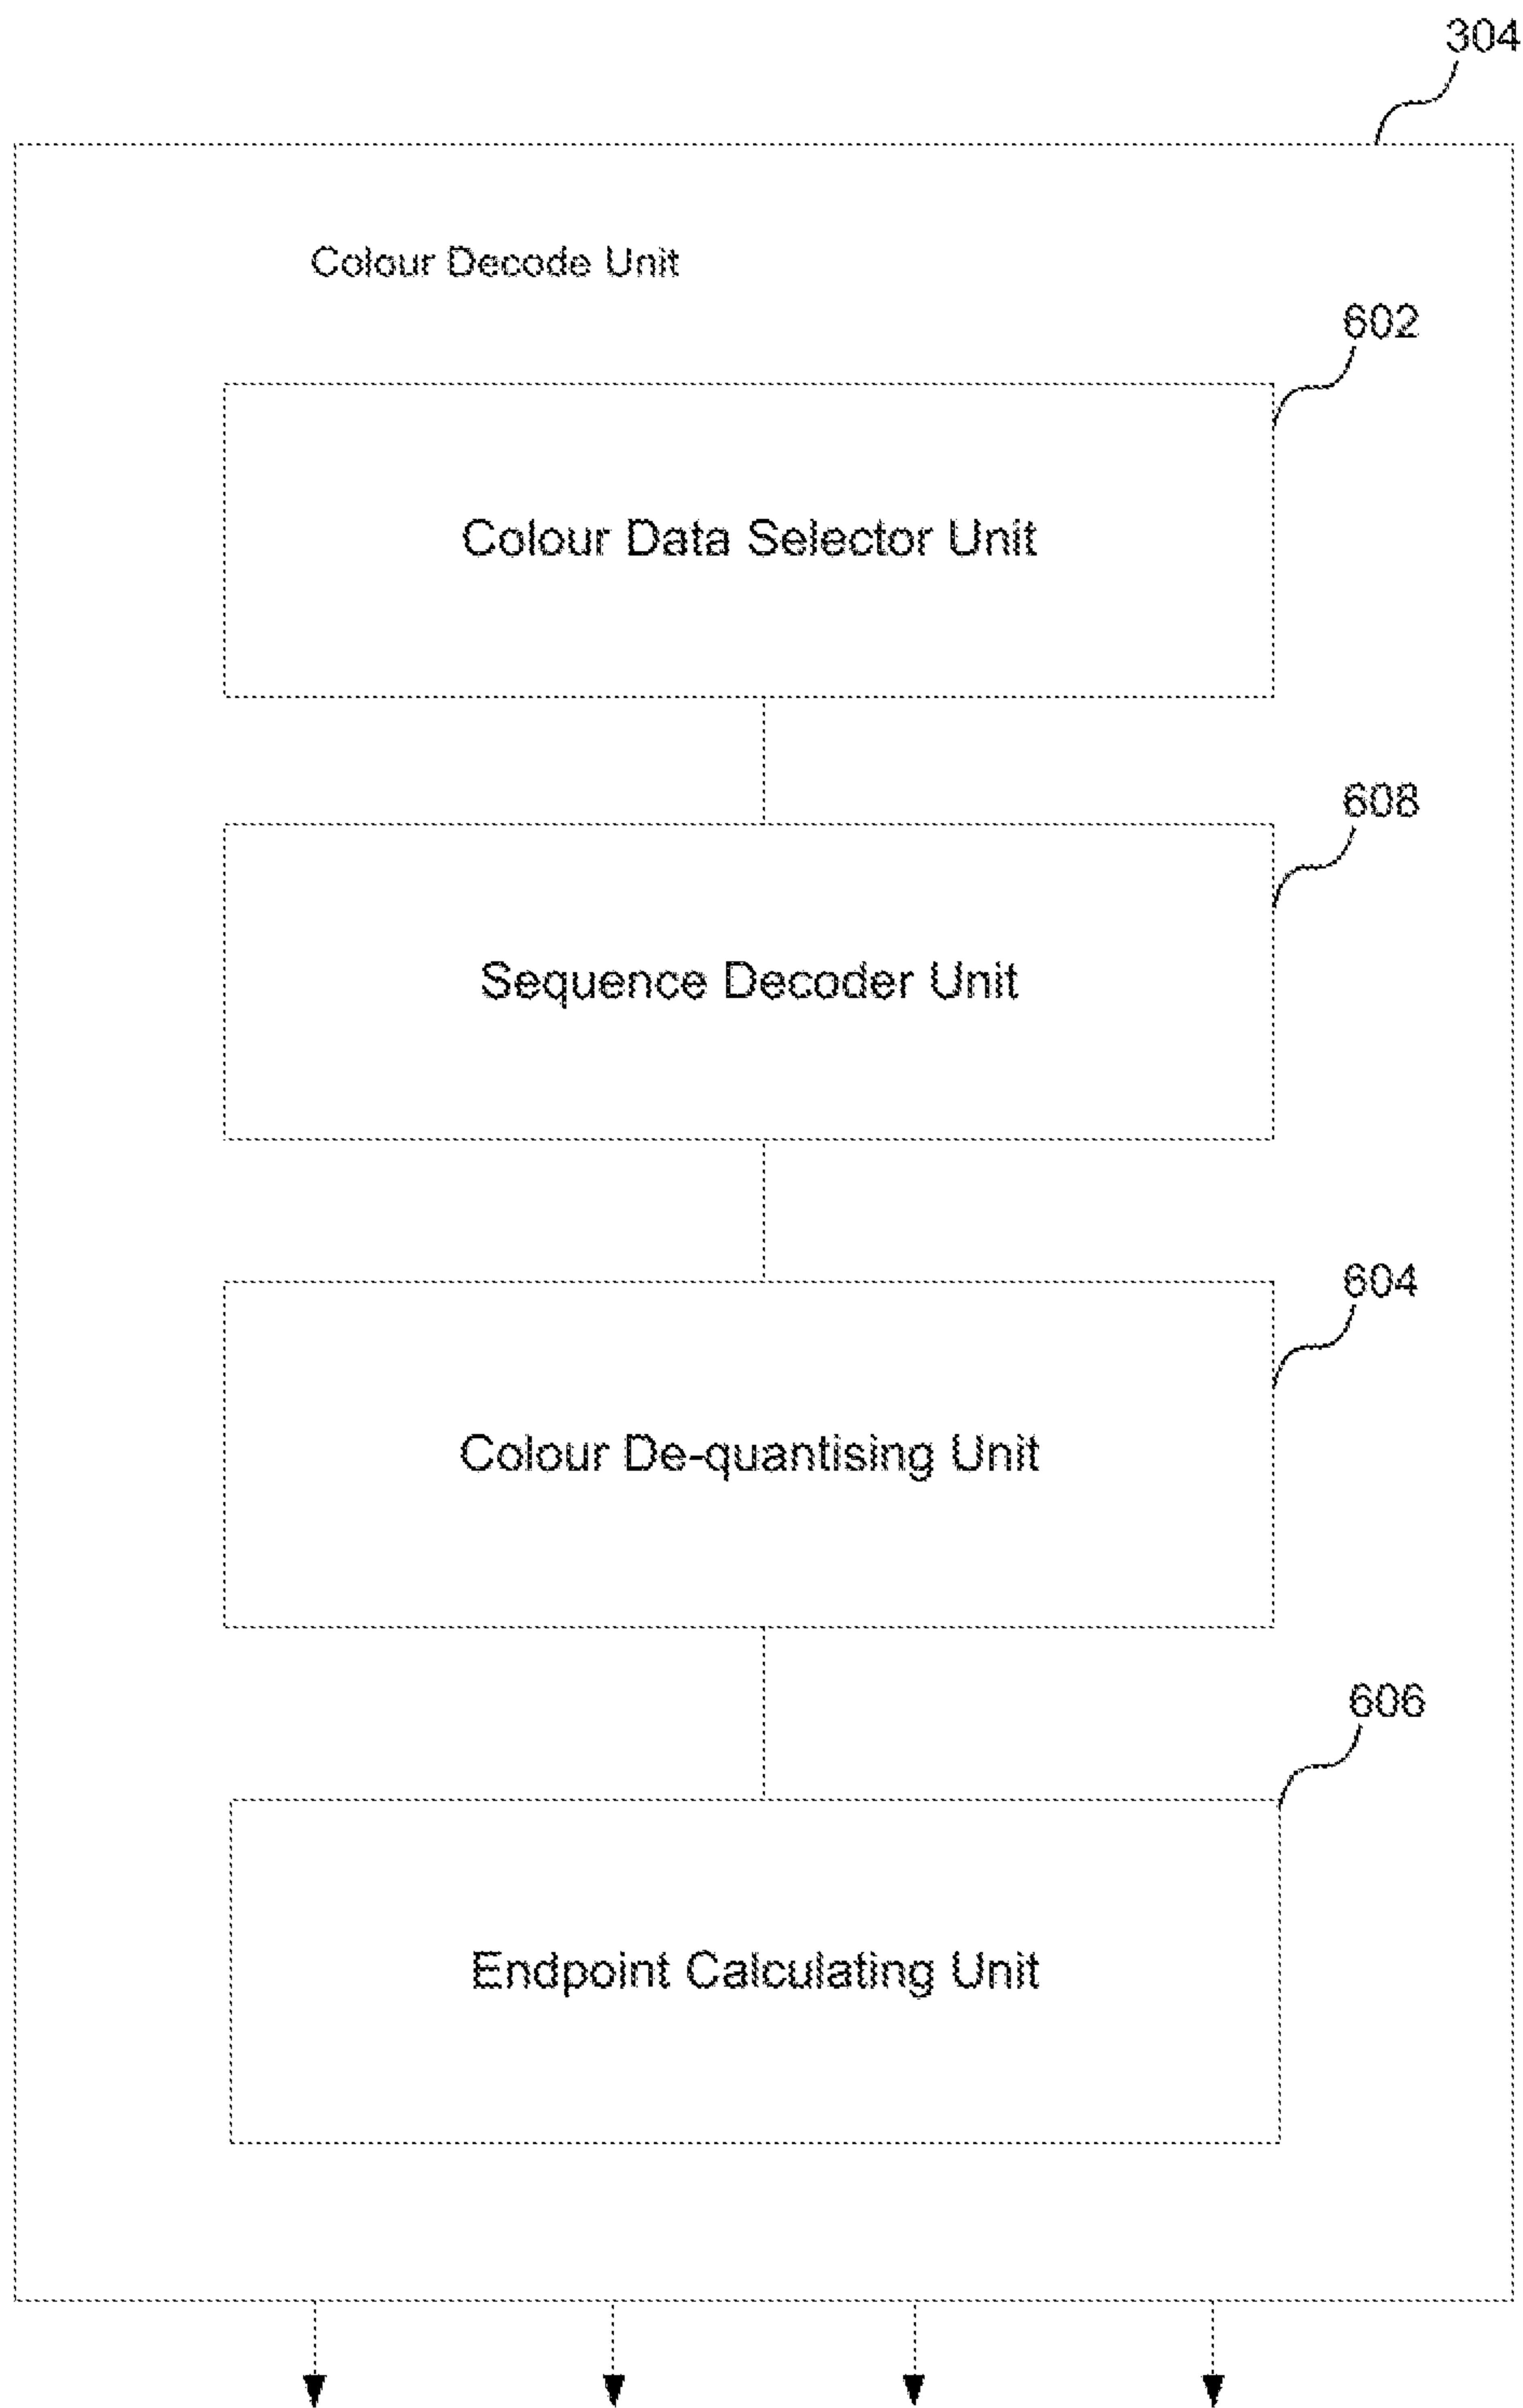 304
Colour Decode Unit
602
Colour Data Selector Unit
608
Sequence Decoder Unit
604
Colour De-quantising Unit
606
Endpoint Calculating Unit